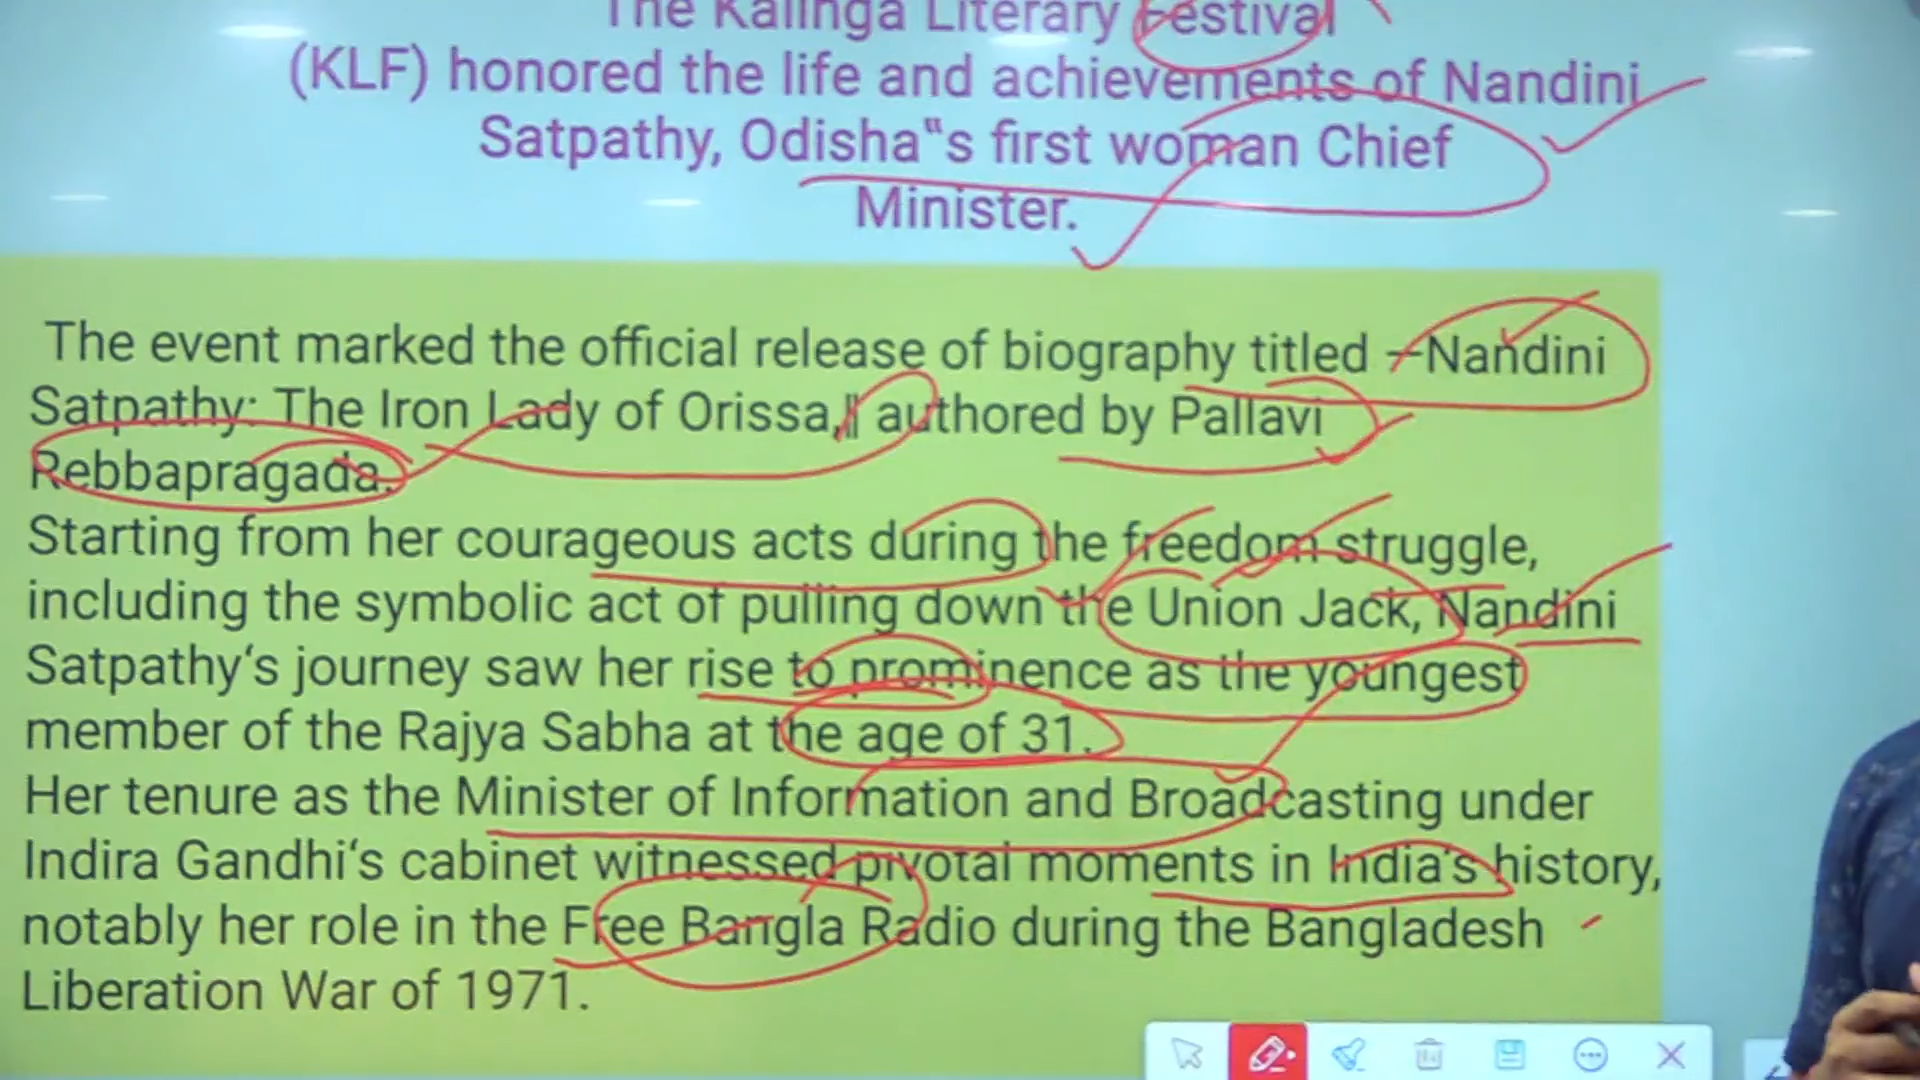 The Kalinga Literary Festival
(KLF) honored the life and achievements of Nandini
Satpathy, Odisha‟s first woman Chief
Minister.
The event marked the official release of biography titled ―Nandini
Satpathy: The Iron Lady of Orissa,‖ authored by Pallavi
Rebbapragada.
Starting from her courageous acts during the freedom struggle,
including the symbolic act of pulling down the Union Jack, Nandini
Satpathy‘s journey saw her rise to prominence as the youngest
member of the Rajya Sabha at the age of 31.
Her tenure as the Minister of Information and Broadcasting under
Indira Gandhi‘s cabinet witnessed pivotal moments in India’s history,
notably her role in the Free Bangla Radio during the Bangladesh
Liberation War of 1971.